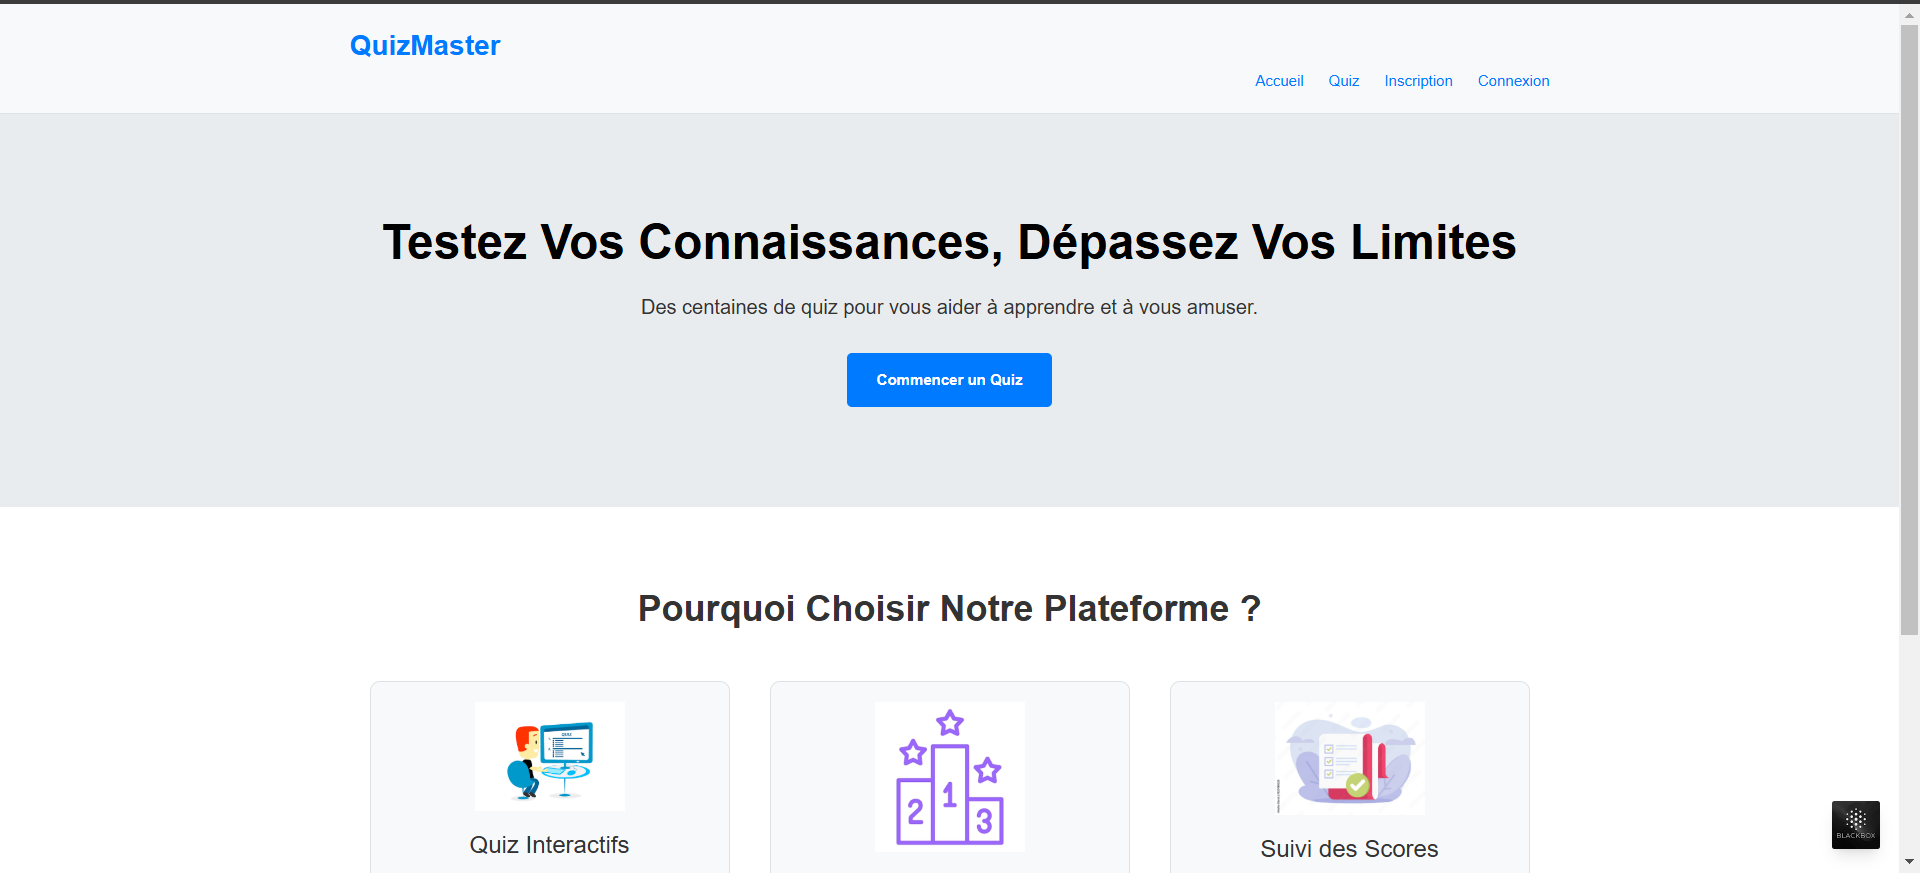 QuizMaster
Accueil Quiz Inscription Connexion
Testez Vos Connaissances, Dépassez Vos Limites
Des centaines de quiz pour vous aider à apprendre et à vous amuser.
Commencer un Quiz
Pourquoi Choisir Notre Plateforme ?
QUIZ
2 1 3
Quiz Interactifs
Suivi des Scores
BLACKBOX